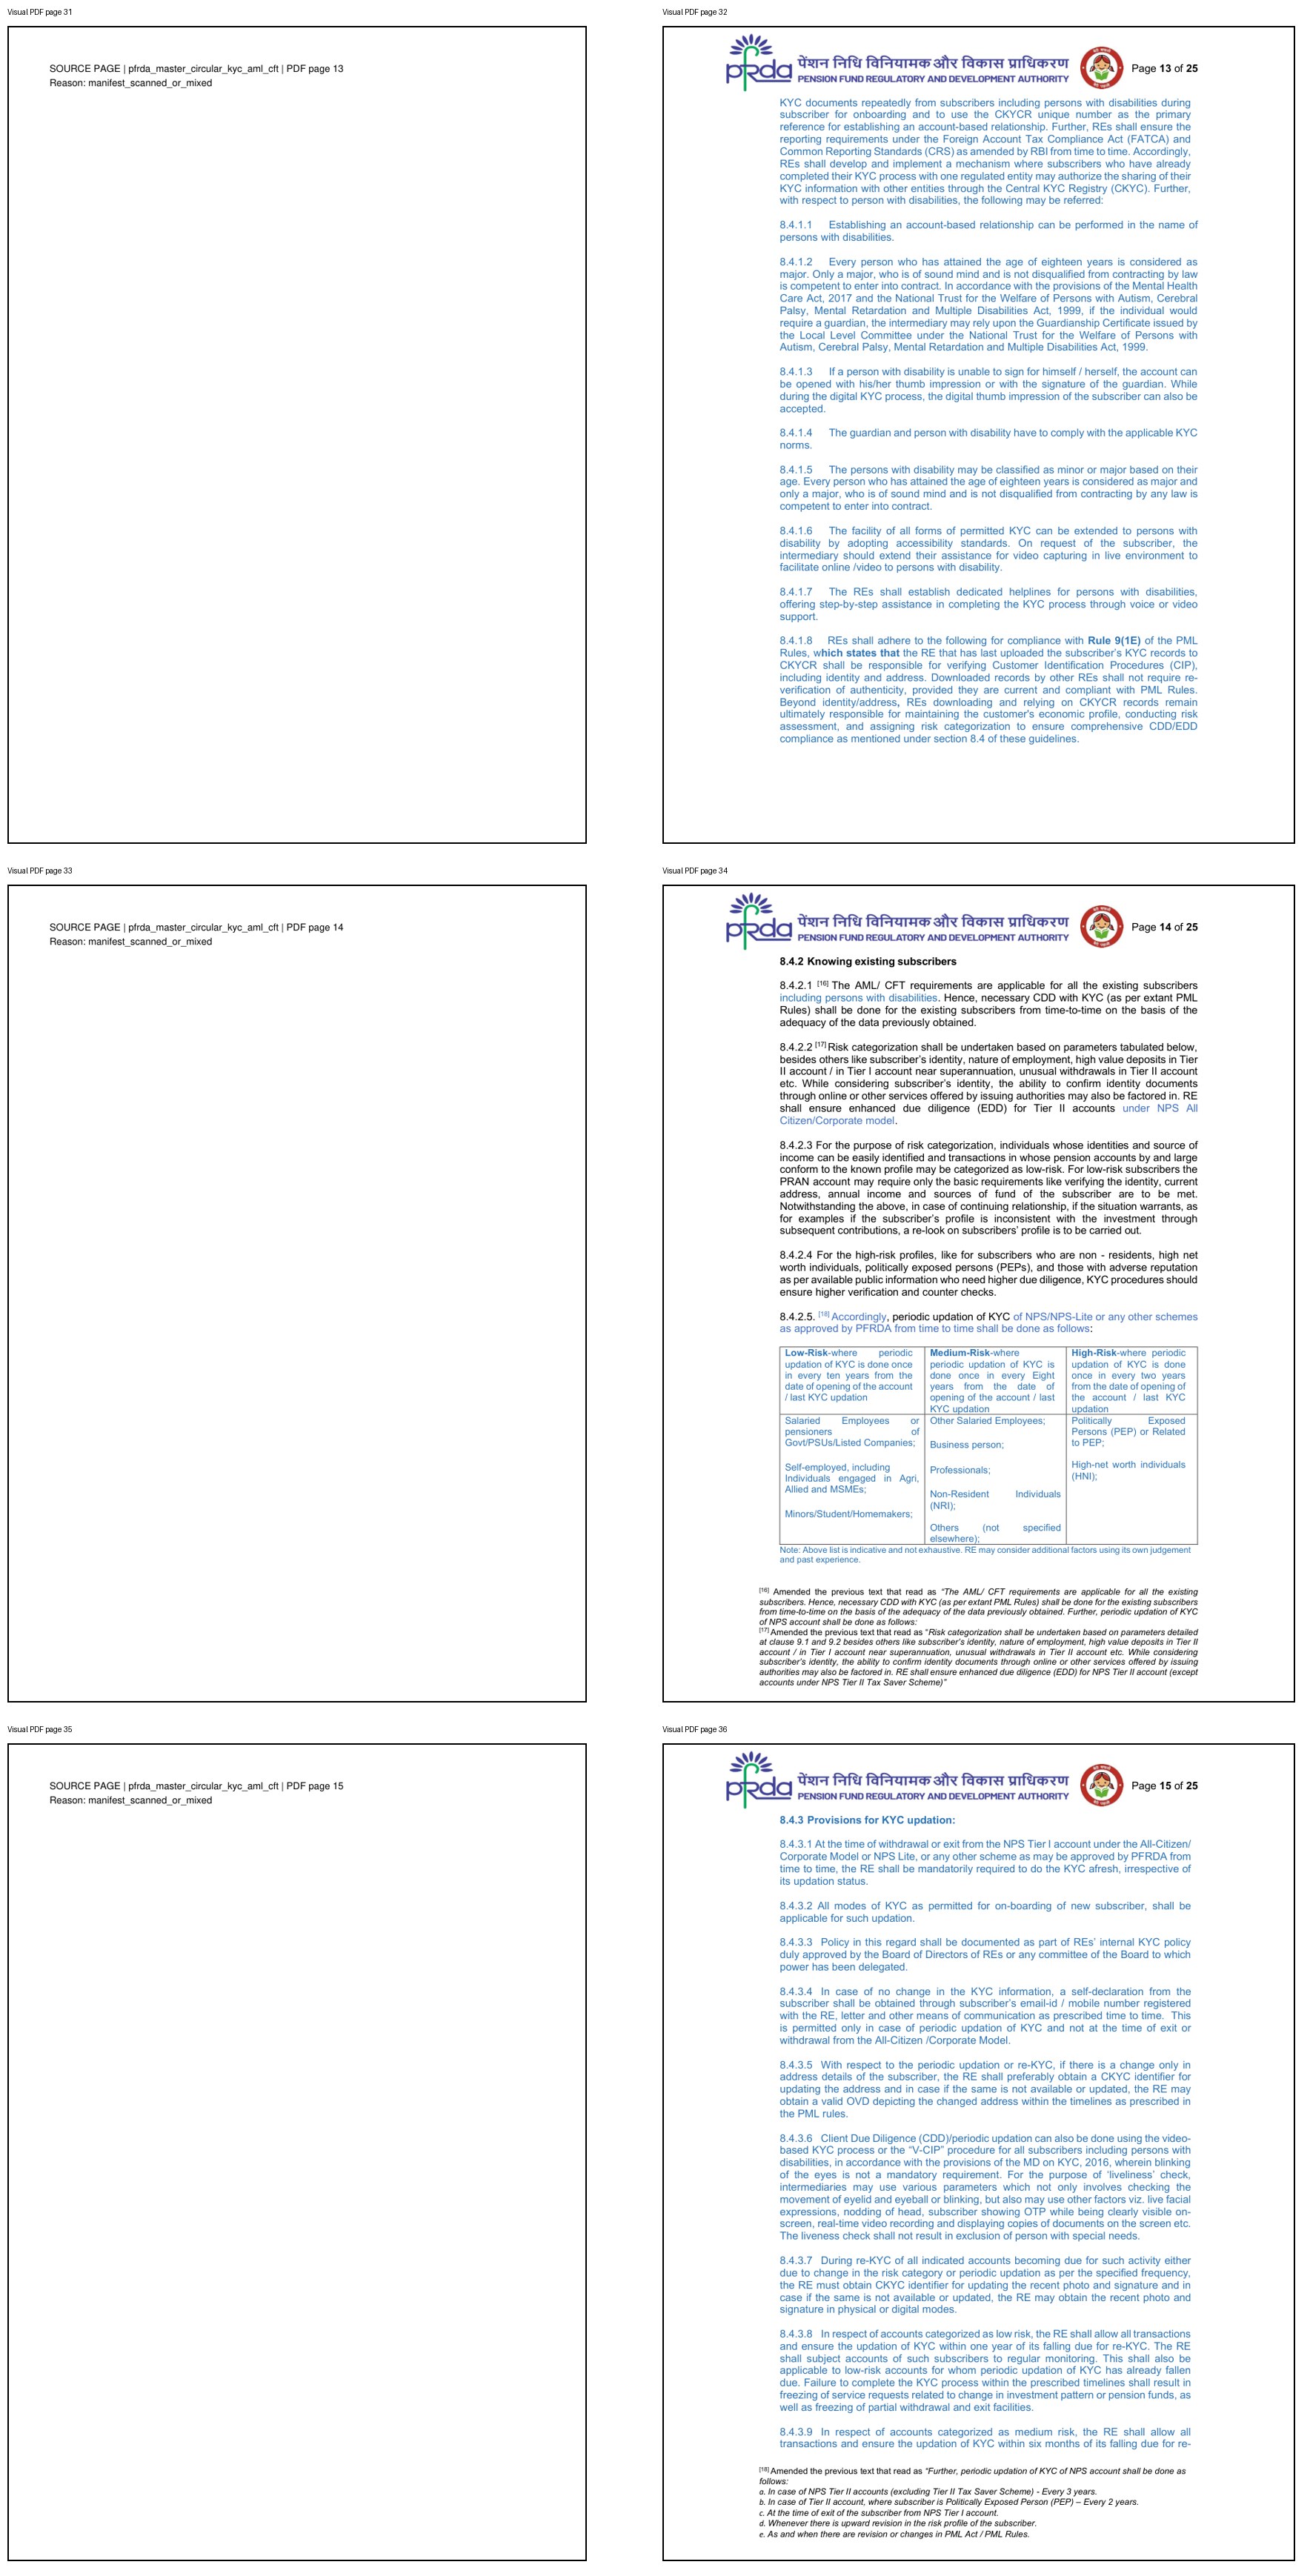 Visual PDF page 31
SOURCE PAGE | pfrda_master_circular_kyc_aml_cft | PDF page 13
Reason: manifest_scanned_or_mixed
Visual PDF page 32
pfrda पेंशन निधि विनियामक और विकास प्राधिकरण
PENSION FUND REGULATORY AND DEVELOPMENT AUTHORITY
Page 13 of 25
KYC documents repeatedly from subscribers including persons with disabilities during
subscriber for onboarding and to use the CKYCR unique number as the primary
reference for establishing an account-based relationship. Further, REs shall ensure the
reporting requirements under the Foreign Account Tax Compliance Act (FATCA) and
Common Reporting Standards (CRS) as amended by RBI from time to time. Accordingly,
REs shall develop and implement a mechanism where subscribers who have already
completed their KYC process with one regulated entity may authorize the sharing of their
KYC information with other entities through the Central KYC Registry (CKYC). Further,
with respect to person with disabilities, the following may be referred:
8.4.1.1 Establishing an account-based relationship can be performed in the name of
persons with disabilities.
8.4.1.2 Every person who has attained the age of eighteen years is considered as
major. Only a major, who is of sound mind and is not disqualified from contracting by law
is competent to enter into contract. In accordance with the provisions of the Mental Health
Care Act, 2017 and the National Trust for the Welfare of Persons with Autism, Cerebral
Palsy, Mental Retardation and Multiple Disabilities Act, 1999, if the individual would
require a guardian, the intermediary may rely upon the Guardianship Certificate issued by
the Local Level Committee under the National Trust for the Welfare of Persons with
Autism, Cerebral Palsy, Mental Retardation and Multiple Disabilities Act, 1999.
8.4.1.3 If a person with disability is unable to sign for himself / herself, the account can
be opened with his/her thumb impression or with the signature of the guardian. While
during the digital KYC process, the digital thumb impression of the subscriber can also be
accepted.
8.4.1.4 The guardian and person with disability have to comply with the applicable KYC
norms.
8.4.1.5 The persons with disability may be classified as minor or major based on their
age. Every person who has attained the age of eighteen years is considered as major and
only a major, who is of sound mind and is not disqualified from contracting by any law is
competent to enter into contract.
8.4.1.6 The facility of all forms of permitted KYC can be extended to persons with
disability by adopting accessibility standards. On request of the subscriber, the
intermediary should extend their assistance for video capturing in live environment to
facilitate online /video to persons with disability.
8.4.1.7 The REs shall establish dedicated helplines for persons with disabilities,
offering step-by-step assistance in completing the KYC process through voice or video
support.
8.4.1.8 REs shall adhere to the following for compliance with Rule 9(1E) of the PML
Rules, which states that the RE that has last uploaded the subscriber's KYC records to
CKYCR shall be responsible for verifying Customer Identification Procedures (CIP),
including identity and address. Downloaded records by other REs shall not require re-
verification of authenticity, provided they are current and compliant with PML Rules.
Beyond identity/address, REs downloading and relying on CKYCR records remain
ultimately responsible for maintaining the customer's economic profile, conducting risk
assessment, and assigning risk categorization to ensure comprehensive CDD/EDD
compliance as mentioned under section 8.4 of these guidelines.
Visual PDF page 33
SOURCE PAGE | pfrda_master_circular_kyc_aml_cft | PDF page 14
Reason: manifest_scanned_or_mixed
Visual PDF page 34
pfrda पेंशन निधि विनियामक और विकास प्राधिकरण
PENSION FUND REGULATORY AND DEVELOPMENT AUTHORITY
Page 14 of 25
8.4.2 Knowing existing subscribers
8.4.2.1 [16] The AML/ CFT requirements are applicable for all the existing subscribers
including persons with disabilities. Hence, necessary CDD with KYC (as per extant PML
Rules) shall be done for the existing subscribers from time-to-time on the basis of the
adequacy of the data previously obtained.
8.4.2.2 [17] Risk categorization shall be undertaken based on parameters tabulated below,
besides others like subscriber's identity, nature of employment, high value deposits in Tier
II account / in Tier I account near superannuation, unusual withdrawals in Tier II account
etc. While considering subscriber's identity, the ability to confirm identity documents
through online or other services offered by issuing authorities may also be factored in. RE
shall ensure enhanced due diligence (EDD) for Tier II accounts under NPS All
Citizen/Corporate model.
8.4.2.3 For the purpose of risk categorization, individuals whose identities and source of
income can be easily identified and transactions in whose pension accounts by and large
conform to the known profile may be categorized as low-risk. For low-risk subscribers the
PRAN account may require only the basic requirements like verifying the identity, current
address, annual income and sources of fund of the subscriber are to be met.
Notwithstanding the above, in case of continuing relationship, if the situation warrants, as
for examples if the subscriber's profile is inconsistent with the investment through
subsequent contributions, a re-look on subscribers' profile is to be carried out.
8.4.2.4 For the high-risk profiles, like for subscribers who are non - residents, high net
worth individuals, politically exposed persons (PEPs), and those with adverse reputation
as per available public information who need higher due diligence, KYC procedures should
ensure higher verification and counter checks.
8.4.2.5. [18] Accordingly, periodic updation of KYC of NPS/NPS-Lite or any other schemes
as approved by PFRDA from time to time shall be done as follows:
Low-Risk-where periodic
updation of KYC is done once
in every ten years from the
date of opening of the account
/ last KYC updation
Medium-Risk-where
periodic updation of KYC is
done once in every Eight
years from the date of
opening of the account / last
KYC updation
High-Risk-where periodic
updation of KYC is done
once in every two years
from the date of opening of
the account / last KYC
updation
Salaried Employees or
pensioners of
Govt/PSUs/Listed Companies;
Self-employed, including
Individuals engaged in Agri,
Allied and MSMEs;
Minors/Student/Homemakers;
Other Salaried Employees;
Business person;
Professionals;
Non-Resident Individuals
(NRI);
Others (not specified
elsewhere);
Politically Exposed
Persons (PEP) or Related
to PEP;
High-net worth individuals
(HNI);
Note: Above list is indicative and not exhaustive. RE may consider additional factors using its own judgement
and past experience.
[16] Amended the previous text that read as “The AML/ CFT requirements are applicable for all the existing
subscribers. Hence, necessary CDD with KYC (as per extant PML Rules) shall be done for the existing subscribers
from time-to-time on the basis of the adequacy of the data previously obtained. Further, periodic updation of KYC
of NPS account shall be done as follows:
[17] Amended the previous text that read as “Risk categorization shall be undertaken based on parameters detailed
at clause 9.1 and 9.2 besides others like subscriber's identity, nature of employment, high value deposits in Tier II
account / in Tier I account near superannuation, unusual withdrawals in Tier II account etc. While considering
subscriber's identity, the ability to confirm identity documents through online or other services offered by issuing
authorities may also be factored in. RE shall ensure enhanced due diligence (EDD) for NPS Tier II account (except
accounts under NPS Tier II Tax Saver Scheme)”
Visual PDF page 35
SOURCE PAGE | pfrda_master_circular_kyc_aml_cft | PDF page 15
Reason: manifest_scanned_or_mixed
Visual PDF page 36
pfrda पेंशन निधि विनियामक और विकास प्राधिकरण
PENSION FUND REGULATORY AND DEVELOPMENT AUTHORITY
Page 15 of 25
8.4.3 Provisions for KYC updation:
8.4.3.1 At the time of withdrawal or exit from the NPS Tier I account under the All-Citizen/
Corporate Model or NPS Lite, or any other scheme as may be approved by PFRDA from
time to time, the RE shall be mandatorily required to do the KYC afresh, irrespective of
its updation status.
8.4.3.2 All modes of KYC as permitted for on-boarding of new subscriber, shall be
applicable for such updation.
8.4.3.3 Policy in this regard shall be documented as part of REs' internal KYC policy
duly approved by the Board of Directors of REs or any committee of the Board to which
power has been delegated.
8.4.3.4 In case of no change in the KYC information, a self-declaration from the
subscriber shall be obtained through subscriber's email-id / mobile number registered
with the RE, letter and other means of communication as prescribed time to time. This
is permitted only in case of periodic updation of KYC and not at the time of exit or
withdrawal from the All-Citizen /Corporate Model.
8.4.3.5 With respect to the periodic updation or re-KYC, if there is a change only in
address details of the subscriber, the RE shall preferably obtain a CKYC identifier for
updating the address and in case if the same is not available or updated, the RE may
obtain a valid OVD depicting the changed address within the timelines as prescribed in
the PML rules.
8.4.3.6 Client Due Diligence (CDD)/periodic updation can also be done using the video-
based KYC process or the “V-CIP” procedure for all subscribers including persons with
disabilities, in accordance with the provisions of the MD on KYC, 2016, wherein blinking
of the eyes is not a mandatory requirement. For the purpose of 'liveliness' check,
intermediaries may use various parameters which not only involves checking the
movement of eyelid and eyeball or blinking, but also may use other factors viz. live facial
expressions, nodding of head, subscriber showing OTP while being clearly visible on-
screen, real-time video recording and displaying copies of documents on the screen etc.
The liveness check shall not result in exclusion of person with special needs.
8.4.3.7 During re-KYC of all indicated accounts becoming due for such activity either
due to change in the risk category or periodic updation as per the specified frequency,
the RE must obtain CKYC identifier for updating the recent photo and signature and in
case if the same is not available or updated, the RE may obtain the recent photo and
signature in physical or digital modes.
8.4.3.8 In respect of accounts categorized as low risk, the RE shall allow all transactions
and ensure the updation of KYC within one year of its falling due for re-KYC. The RE
shall subject accounts of such subscribers to regular monitoring. This shall also be
applicable to low-risk accounts for whom periodic updation of KYC has already fallen
due. Failure to complete the KYC process within the prescribed timelines shall result in
freezing of service requests related to change in investment pattern or pension funds, as
well as freezing of partial withdrawal and exit facilities.
8.4.3.9 In respect of accounts categorized as medium risk, the RE shall allow all
transactions and ensure the updation of KYC within six months of its falling due for re-
[18] Amended the previous text that read as “Further, periodic updation of KYC of NPS account shall be done as
follows:
a. In case of NPS Tier II accounts (excluding Tier II Tax Saver Scheme) - Every 3 years.
b. In case of Tier II account, where subscriber is Politically Exposed Person (PEP) – Every 2 years.
c. At the time of exit of the subscriber from NPS Tier I account.
d. Whenever there is upward revision in the risk profile of the subscriber.
e. As and when there are revision or changes in PML Act / PML Rules.